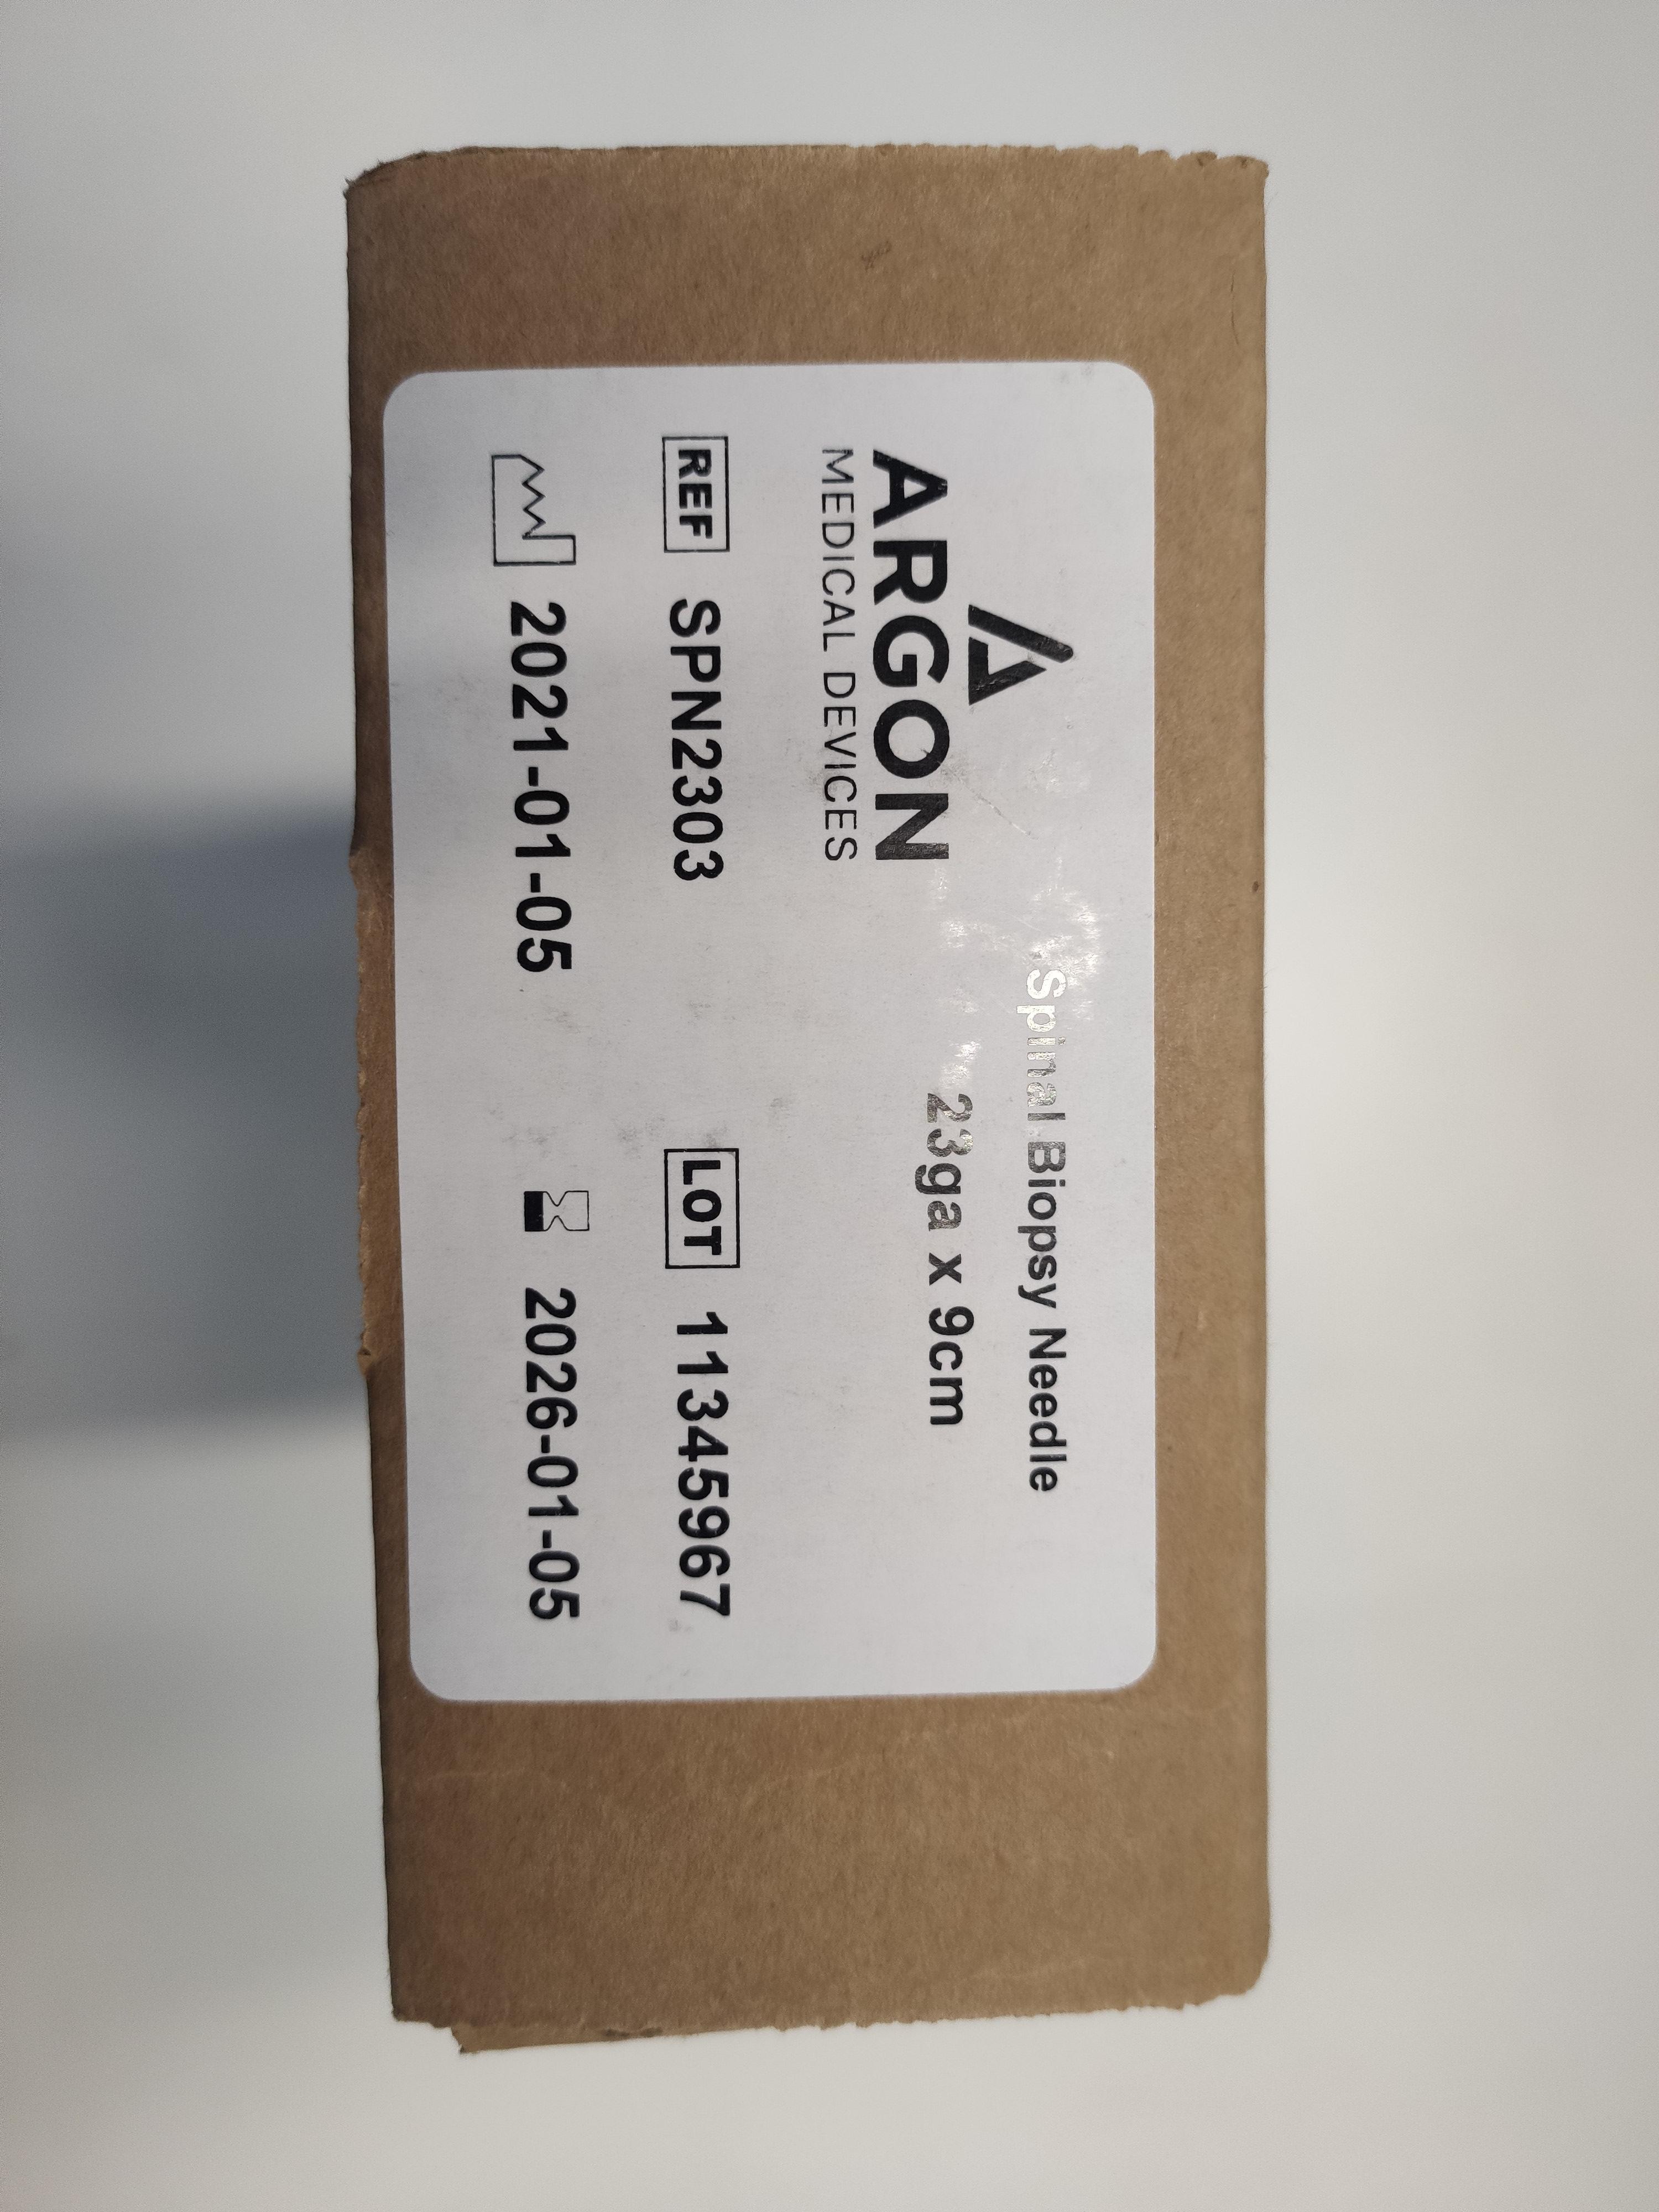 ARGON
MEDICAL DEVICES
Spinal Biopsy Needle
23ga x 9cm
REF SPN2303
LOT 11345967
2021-01-05
2026-01-05